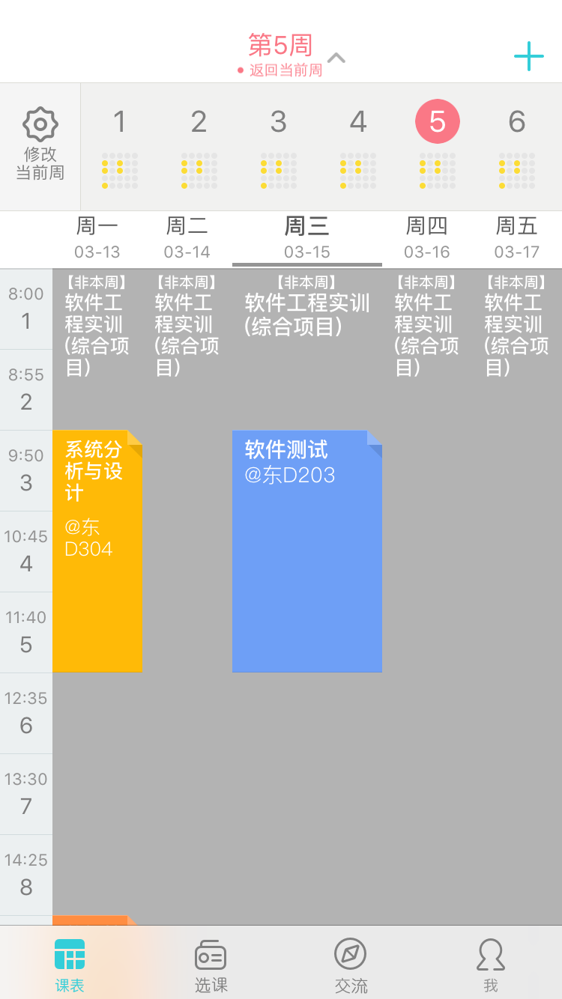 第5周
返回当前周
修改
当前周
1 2 3 4 5 6
周一 周二 周三 周四 周五
03-13 03-14 03-15 03-16 03-17
8:00
1
8:55
2
9:50
3
10:45
4
11:40
5
12:35
6
13:30
7
14:25
8
【非本周】
软件工
程实训
(综合项
目)
【非本周】
软件工
程实训
(综合项
目)
【非本周】
软件工程实训
(综合项目)
【非本周】
软件工
程实训
(综合项
目)
【非本周】
软件工
程实训
(综合项
目)
系统分
析与设
计
@东
D304
软件测试
@东D203
课表 选课 交流 我